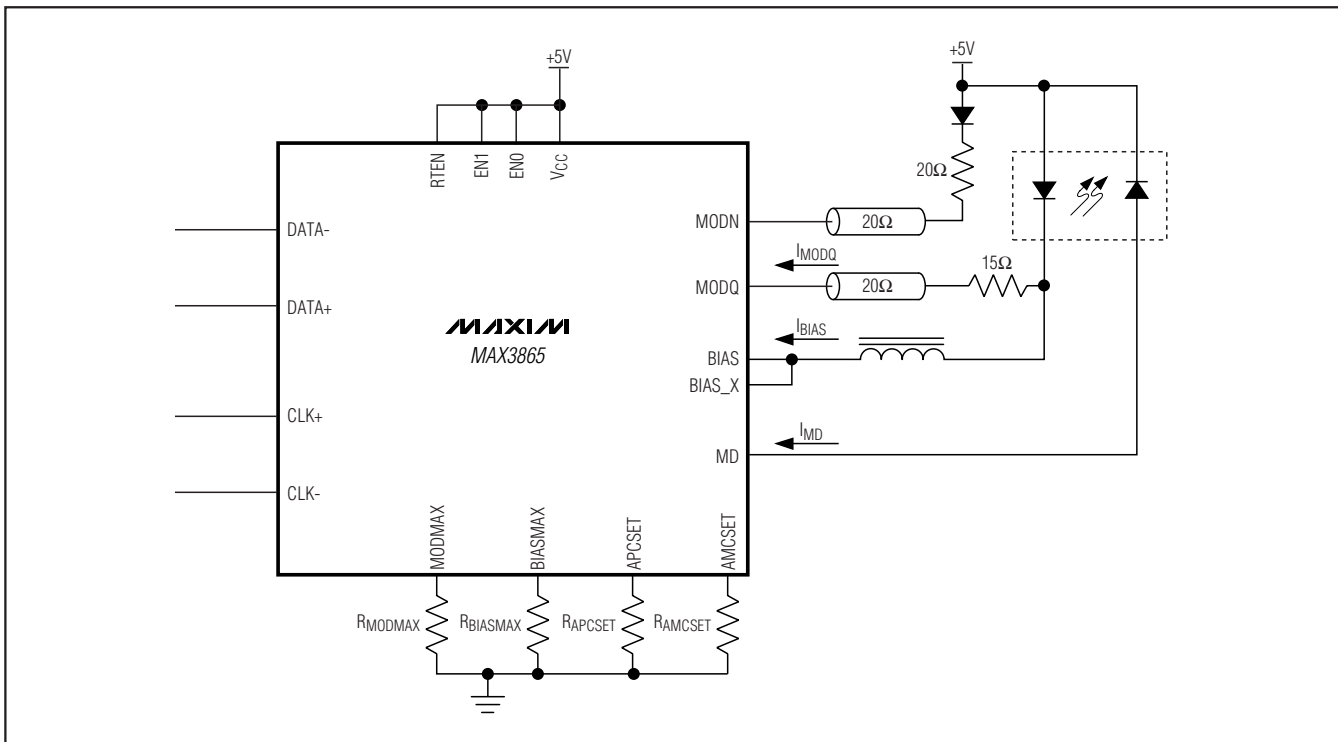 +5V
+5V
RTEN
EN1
EN0
VCC
20Ω
DATA-
MODN
20Ω
IMODQ
15Ω
DATA+
MODQ
20Ω
MAXIM
MAX3865
IBIAS
BIAS
BIAS_X
CLK+
IMD
MD
CLK-
MODMAX
BIASMAX
APCSET
AMCSET
RMODMAX
RBIASMAX
RAPCSET
RAMCSET